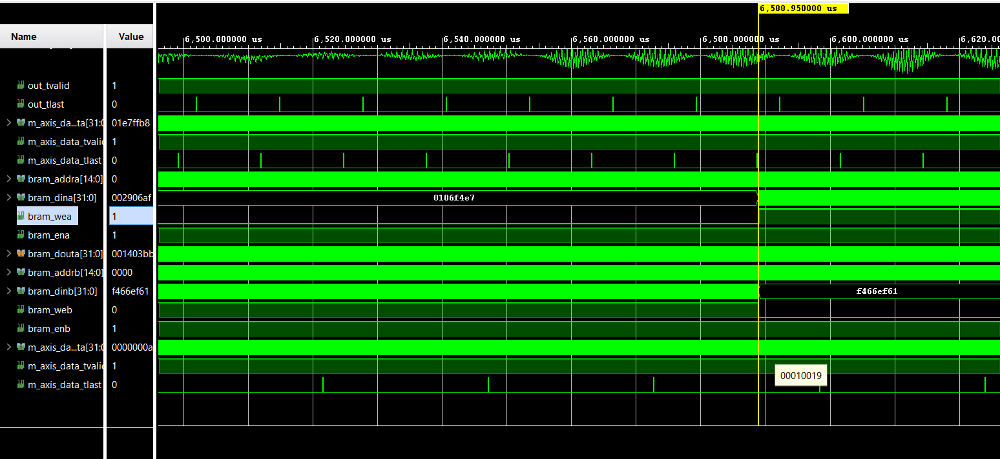 6,588.950000 us
Name Value
6,500.000000 us 6,520.000000 us 6,540.000000 us 6,560.000000 us 6,580.000000 us 6,600.000000 us 6,620.0
out_tvalid 1
out_tlast 0
m_axis_da...ta[31:0 01e7ffb8
m_axis_data_tvalid 1
m_axis_data_tlast 0
bram_addra[14:0] 0
bram_dina[31:0] 002906af 0106f4e7
bram_wea 1
bram_ena 1
bram_douta[31:0] 001403bb
bram_addrb[14:0] 0000
bram_dinb[31:0] f466ef61 f466ef61
bram_web 0
bram_enb 1
m_axis_da...ta[31:0 0000000a
m_axis_data_tvalid 1
00010019
m_axis_data_tlast 0